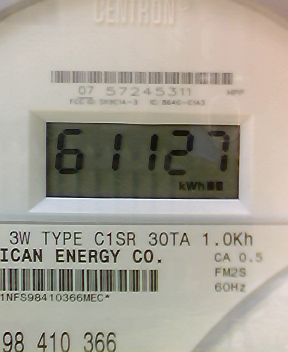 CENTRON
07 57245311
61127
kWh
3W TYPE C1SR 30TA 1.0Kh
ICAN ENERGY CO.
CA 0.5
FM2S
60Hz
1NFS98410366MEC*
98 410 366